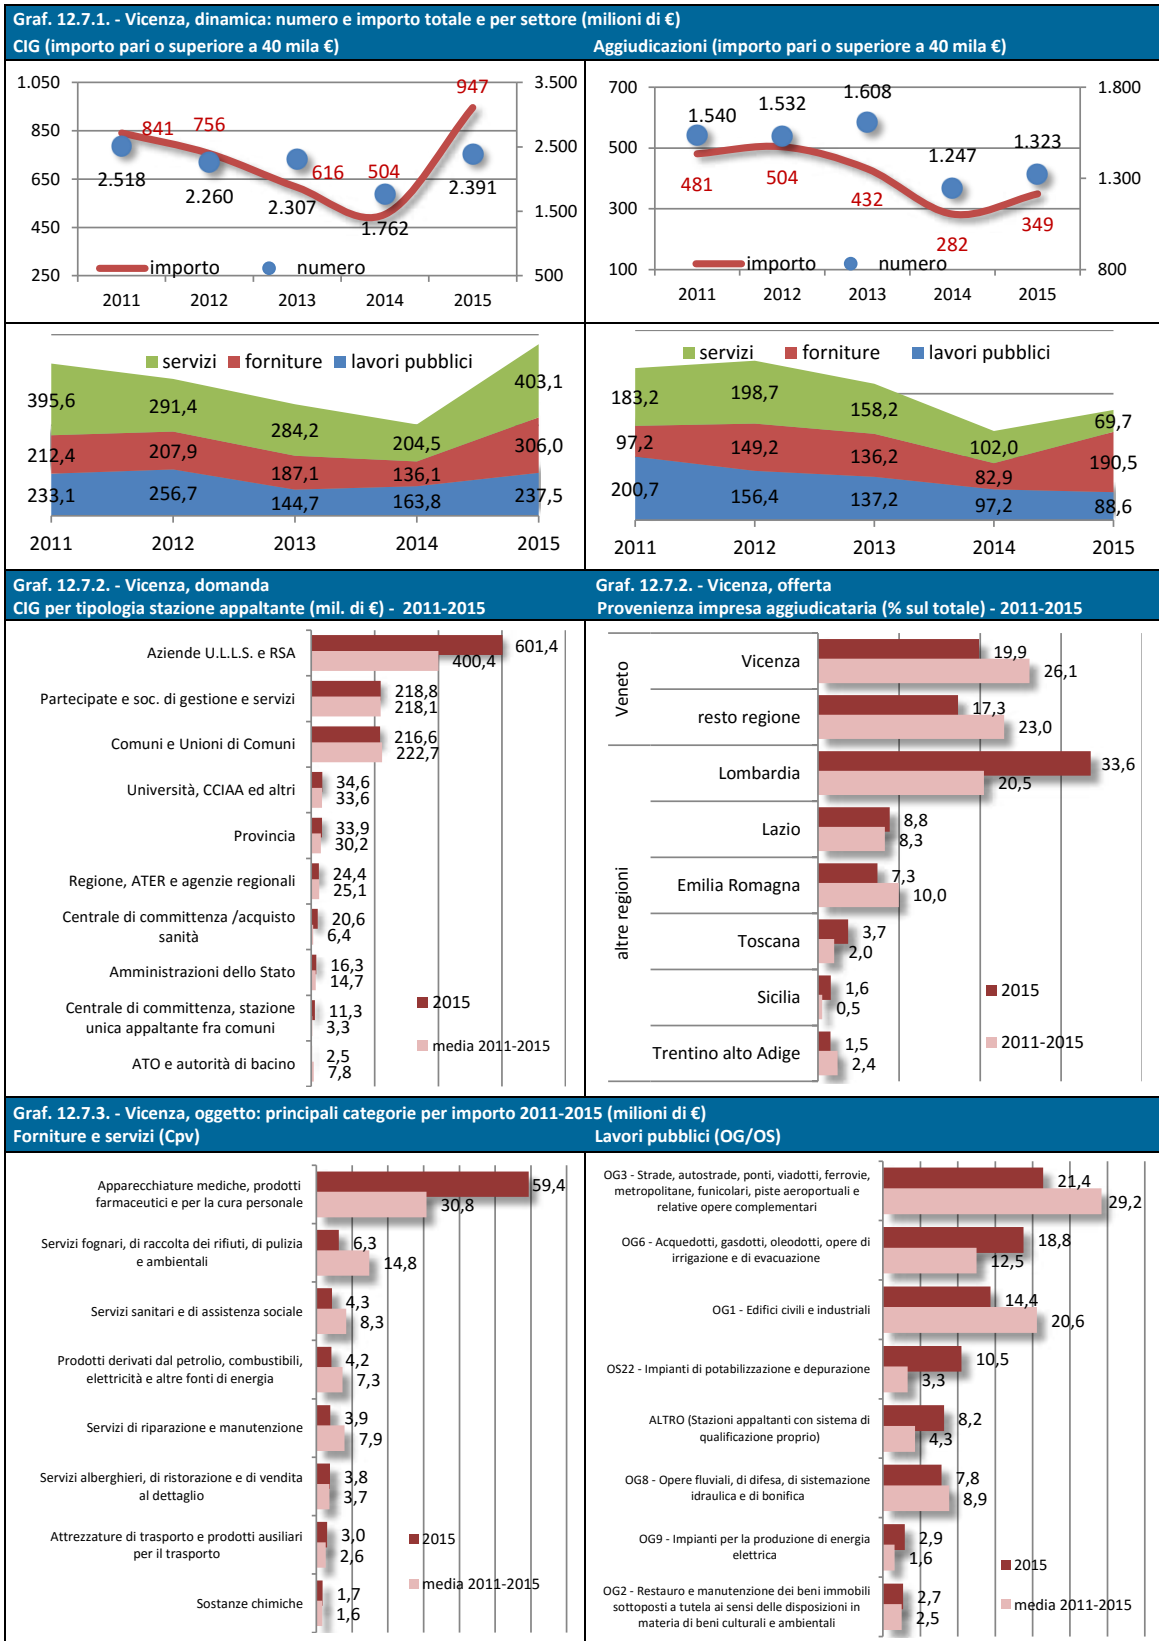 Graf. 12.7.1. - Vicenza, dinamica: numero e importo totale e per settore (milioni di €)
CIG (importo pari o superiore a 40 mila €)
Aggiudicazioni (importo pari o superiore a 40 mila €)
1.050
850
650
450
250
3.500
2.500
1.500
500
841
756
616
504
947
2.518
2.260
2.307
1.762
2.391
importo
numero
2011
2012
2013
2014
2015
700
500
300
100
1.800
1.300
800
1.540
1.532
1.608
1.247
1.323
481
504
432
282
349
importo
numero
2011
2012
2013
2014
2015
servizi
forniture
lavori pubblici
395,6
291,4
284,2
204,5
403,1
212,4
207,9
187,1
136,1
306,0
233,1
256,7
144,7
163,8
237,5
2011
2012
2013
2014
2015
servizi
forniture
lavori pubblici
183,2
198,7
158,2
102,0
69,7
97,2
149,2
136,2
82,9
190,5
200,7
156,4
137,2
97,2
88,6
2011
2012
2013
2014
2015
Graf. 12.7.2. - Vicenza, domanda
CIG per tipologia stazione appaltante (mil. di €) - 2011-2015
Aziende U.L.L.S. e RSA
601,4
400,4
Partecipate e soc. di gestione e servizi
218,8
218,1
Comuni e Unioni di Comuni
216,6
222,7
Università, CCIAA ed altri
34,6
33,6
Provincia
33,9
30,2
Regione, ATER e agenzie regionali
24,4
25,1
Centrale di committenza /acquisto
sanità
20,6
6,4
Amministrazioni dello Stato
16,3
14,7
Centrale di committenza, stazione
unica appaltante fra comuni
11,3
3,3
ATO e autorità di bacino
2,5
7,8
2015
media 2011-2015
Graf. 12.7.2. - Vicenza, offerta
Provenienza impresa aggiudicataria (% sul totale) - 2011-2015
Veneto
altre regioni
Vicenza
19,9
26,1
resto regione
17,3
23,0
Lombardia
33,6
20,5
Lazio
8,8
8,3
Emilia Romagna
7,3
10,0
Toscana
3,7
2,0
Sicilia
1,6
0,5
Trentino alto Adige
1,5
2,4
2015
2011-2015
Graf. 12.7.3. - Vicenza, oggetto: principali categorie per importo 2011-2015 (milioni di €)
Forniture e servizi (Cpv)
Lavori pubblici (OG/OS)
Apparecchiature mediche, prodotti
farmaceutici e per la cura personale
59,4
30,8
Servizi fognari, di raccolta dei rifiuti, di pulizia
e ambientali
6,3
14,8
Servizi sanitari e di assistenza sociale
4,3
8,3
Prodotti derivati dal petrolio, combustibili,
elettricità e altre fonti di energia
4,2
7,3
Servizi di riparazione e manutenzione
3,9
7,9
Servizi alberghieri, di ristorazione e di vendita
al dettaglio
3,8
3,7
Attrezzature di trasporto e prodotti ausiliari
per il trasporto
3,0
2,6
Sostanze chimiche
1,7
1,6
2015
media 2011-2015
OG3 - Strade, autostrade, ponti, viadotti, ferrovie,
metropolitane, funicolari, piste aeroportuali e
relative opere complementari
21,4
29,2
OG6 - Acquedotti, gasdotti, oleodotti, opere di
irrigazione e di evacuazione
18,8
12,5
OG1 - Edifici civili e industriali
14,4
20,6
OS22 - Impianti di potabilizzazione e depurazione
10,5
3,3
ALTRO (Stazioni appaltanti con sistema di
qualificazione proprio)
8,2
4,3
OG8 - Opere fluviali, di difesa, di sistemazione
idraulica e di bonifica
7,8
8,9
OG9 - Impianti per la produzione di energia
elettrica
2,9
1,6
OG2 - Restauro e manutenzione dei beni immobili
sottoposti a tutela ai sensi delle disposizioni in
materia di beni culturali e ambientali
2,7
2,5
2015
media 2011-2015